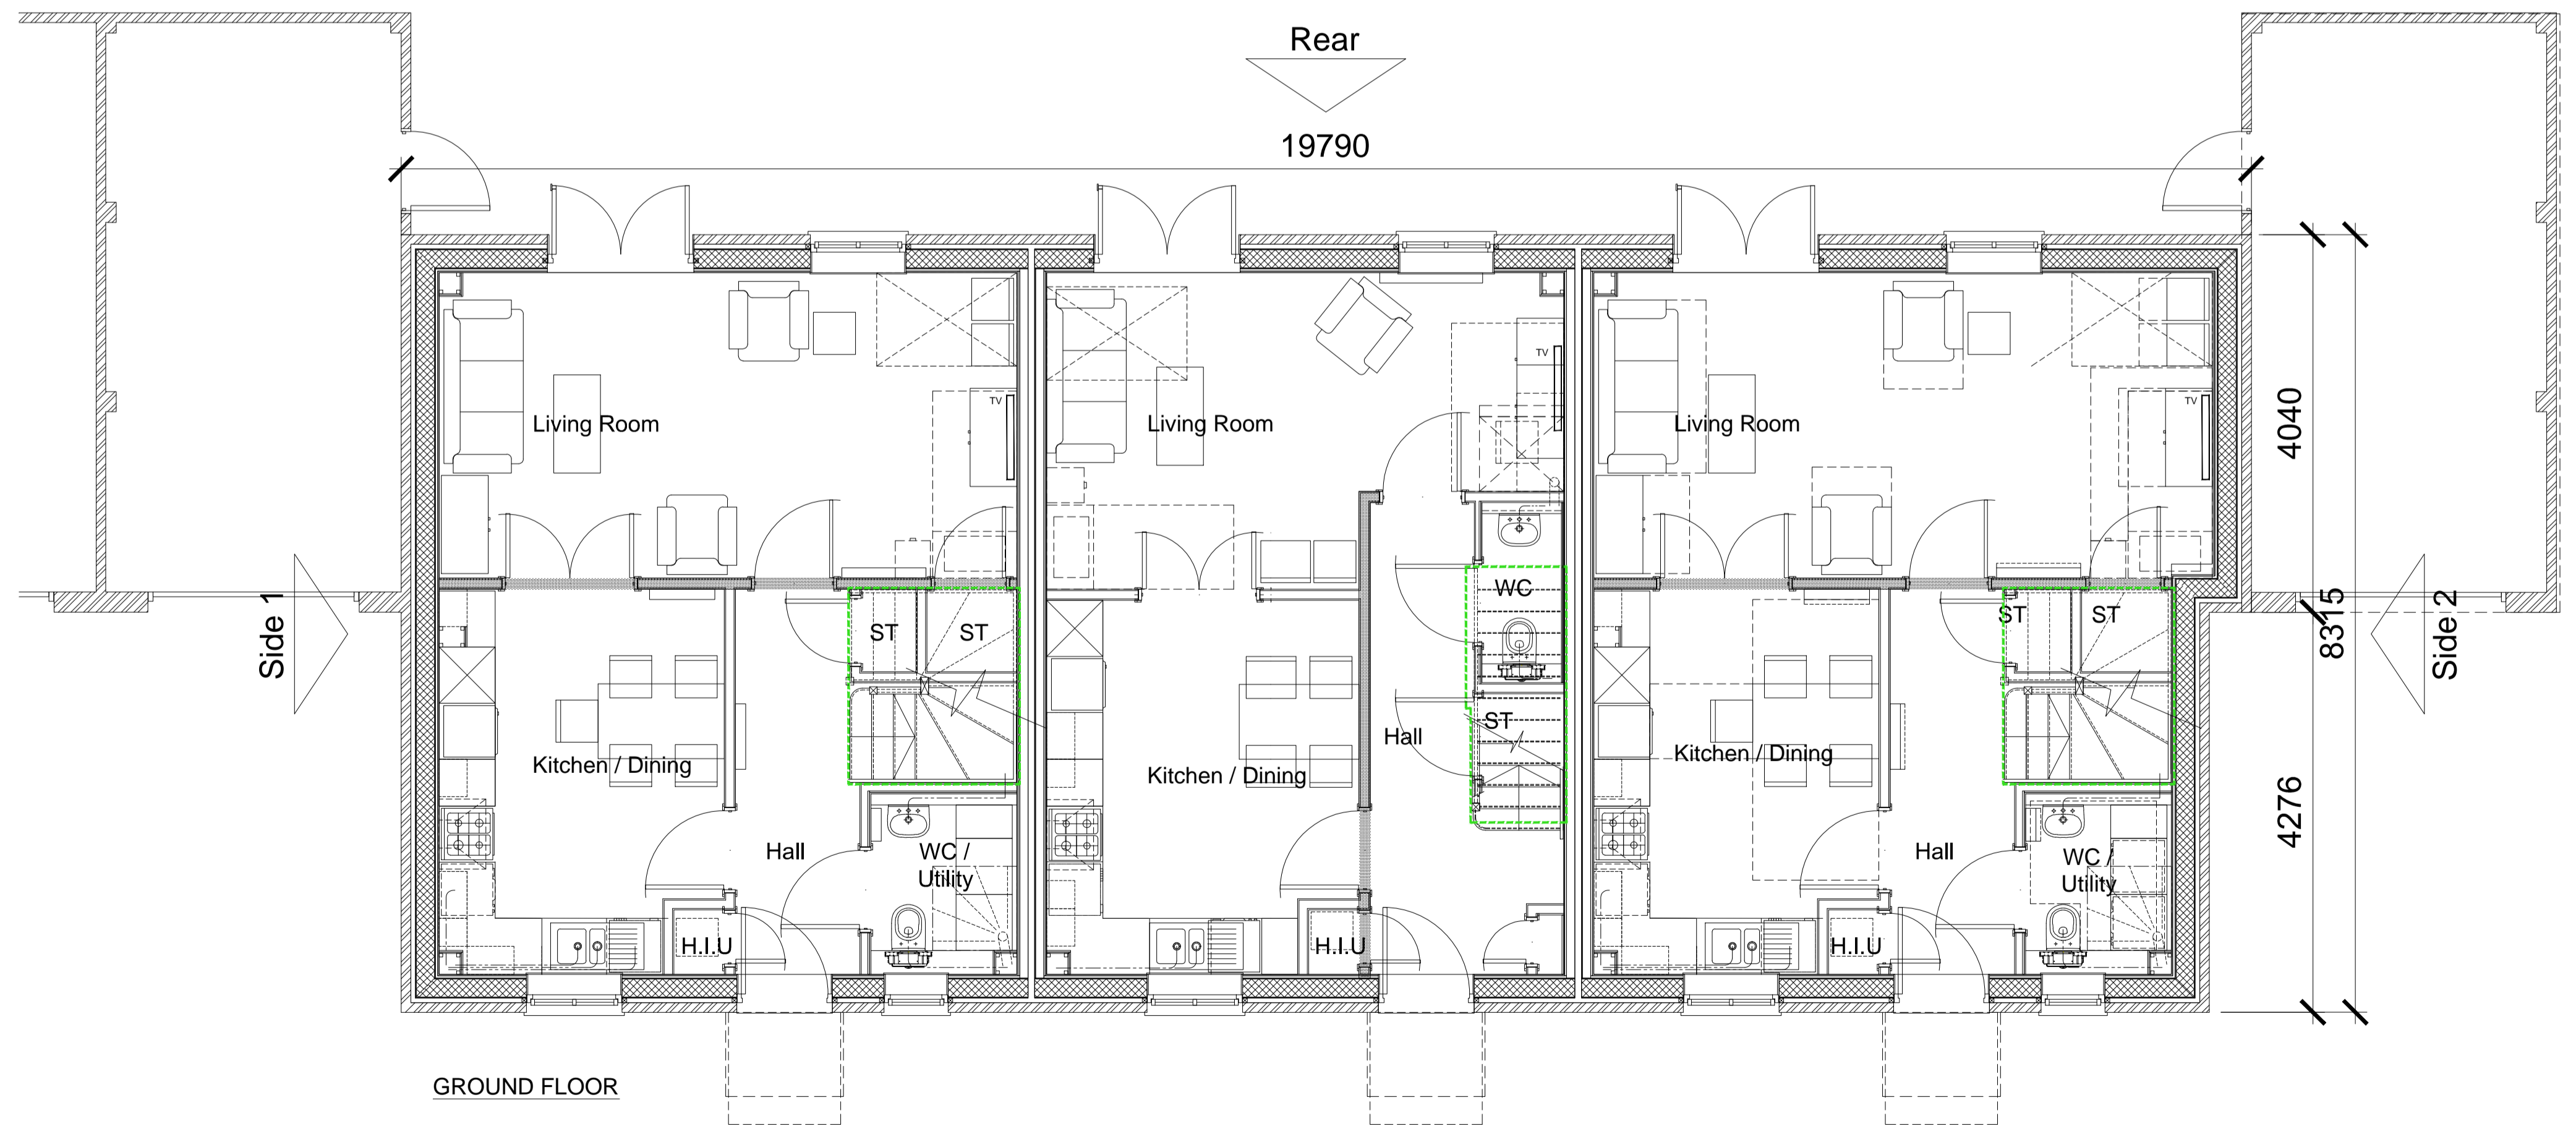 Rear
19790
TV
TV
TV
Living Room
Living Room
Living Room
4040
Side 1
ST
ST
WC
ST
ST
8315
Side 2
ST
Hall
Kitchen / Dining
Kitchen / Dining
Kitchen / Dining
4276
Hall
WC /
Utility
Hall
WC /
Utility
H.I.U
H.I.U
H.I.U
GROUND FLOOR